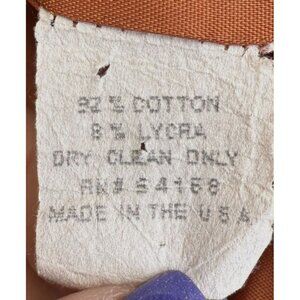 92% COTTON
8% LYCRA
DRY CLEAN ONLY
RN# 54168
MADE IN THE U.S.A